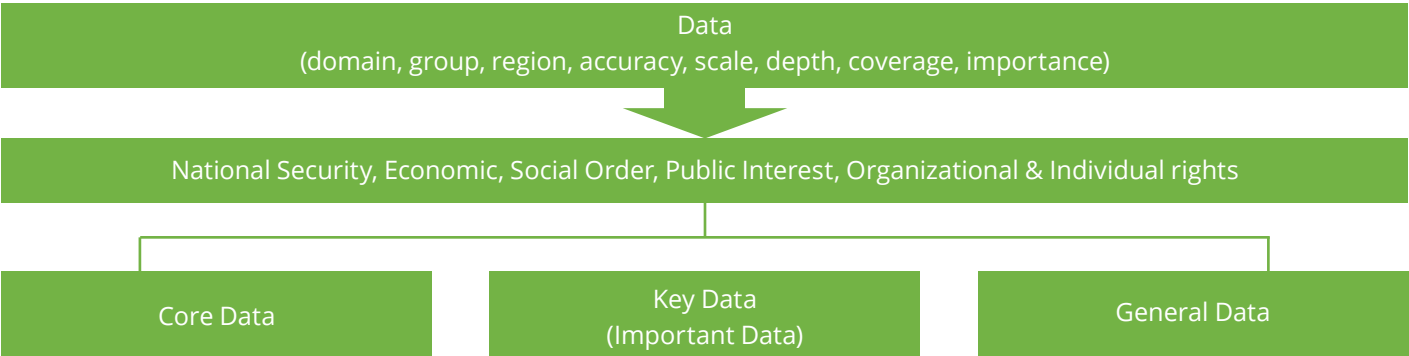 Data
(domain, group, region, accuracy, scale, depth, coverage, importance)
National Security, Economic, Social Order, Public Interest, Organizational & Individual rights
Core Data
Key Data
(Important Data)
General Data